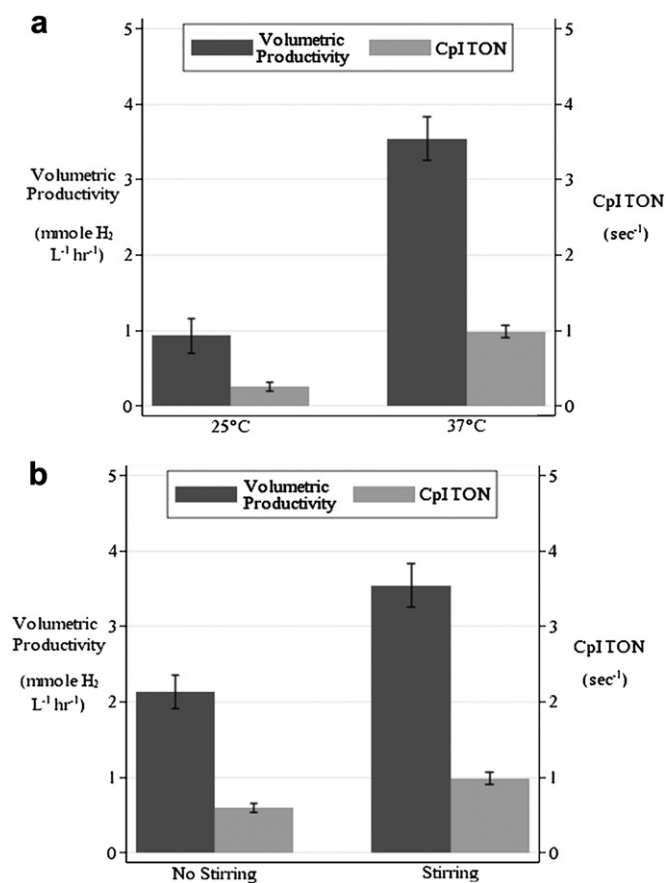 a
Volumetric
Productivity
CpI TON
5
4
3
2
1
0
Volumetric
Productivity
(mmole H₂
L⁻¹ hr⁻¹)
5
4
3
2
1
0
CpI TON
(sec⁻¹)
25°C
37°C
b
Volumetric
Productivity
CpI TON
5
4
3
2
1
0
Volumetric
Productivity
(mmole H₂
L⁻¹ hr⁻¹)
5
4
3
2
1
0
CpI TON
(sec⁻¹)
No Stirring
Stirring